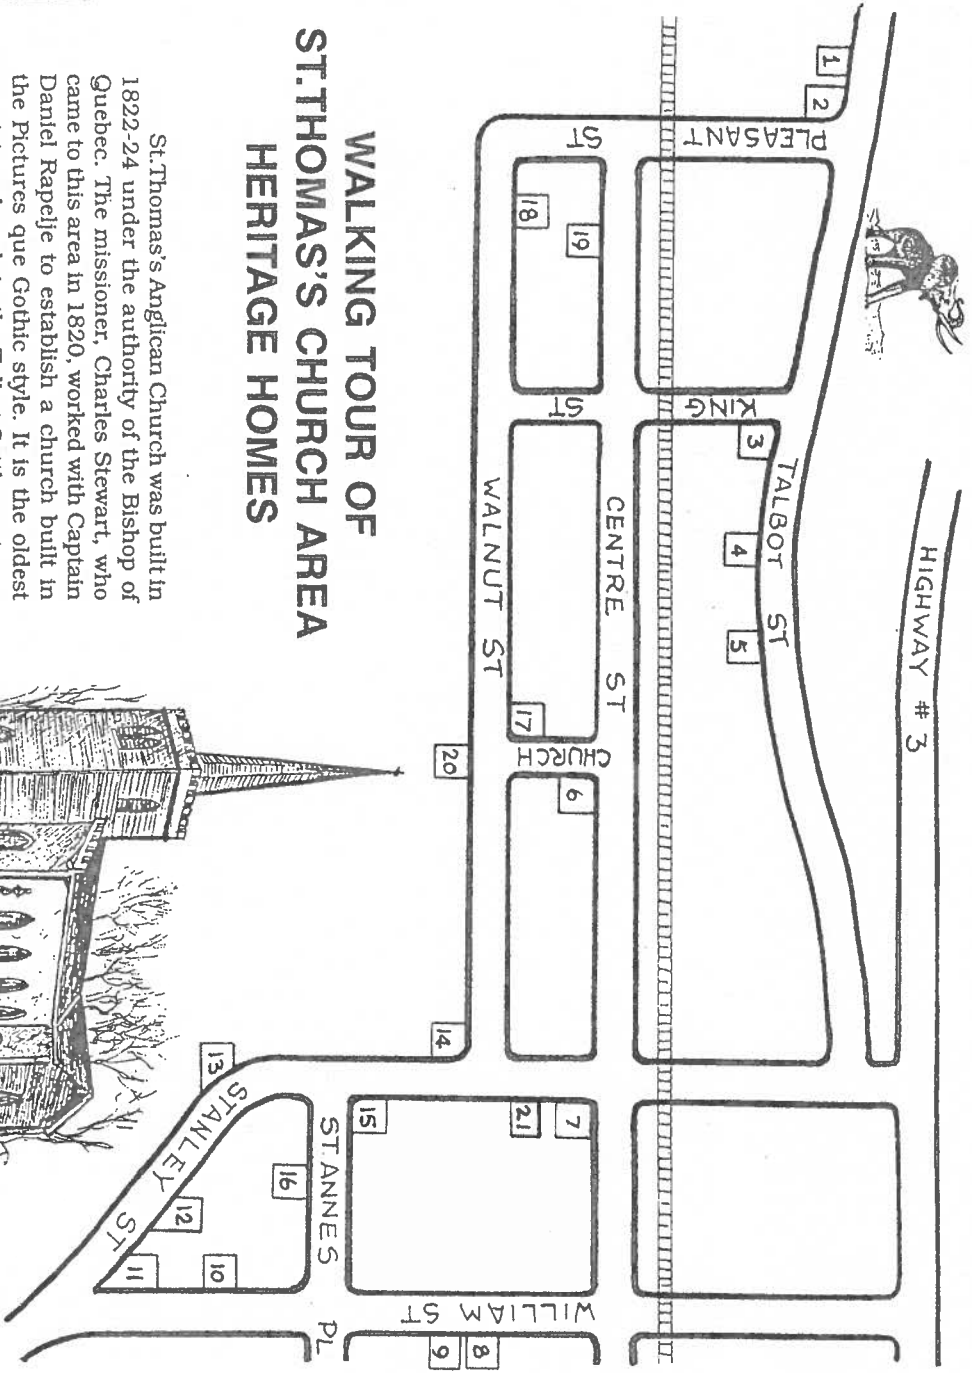 WALKING TOUR OF
ST.THOMAS'S CHURCH AREA
HERITAGE HOMES
St.Thomas's Anglican Church was built in
1822-24 under the authority of the Bishop of
Quebec. The missioner, Charles Stewart, who
came to this area in 1820, worked with Captain
Daniel Rapelje to establish a church built in
the Pictures que Gothic style. It is the oldest
HIGHWAY # 3
TALBOT ST
PLEASANT ST
KING ST
CENTRE ST
CHURCH
WALNUT ST
WILLIAM ST
ST. ANNES PL
STANLEY ST
1
2
3
4
5
6
7
8
9
10
11
12
13
14
15
16
17
18
19
20
21